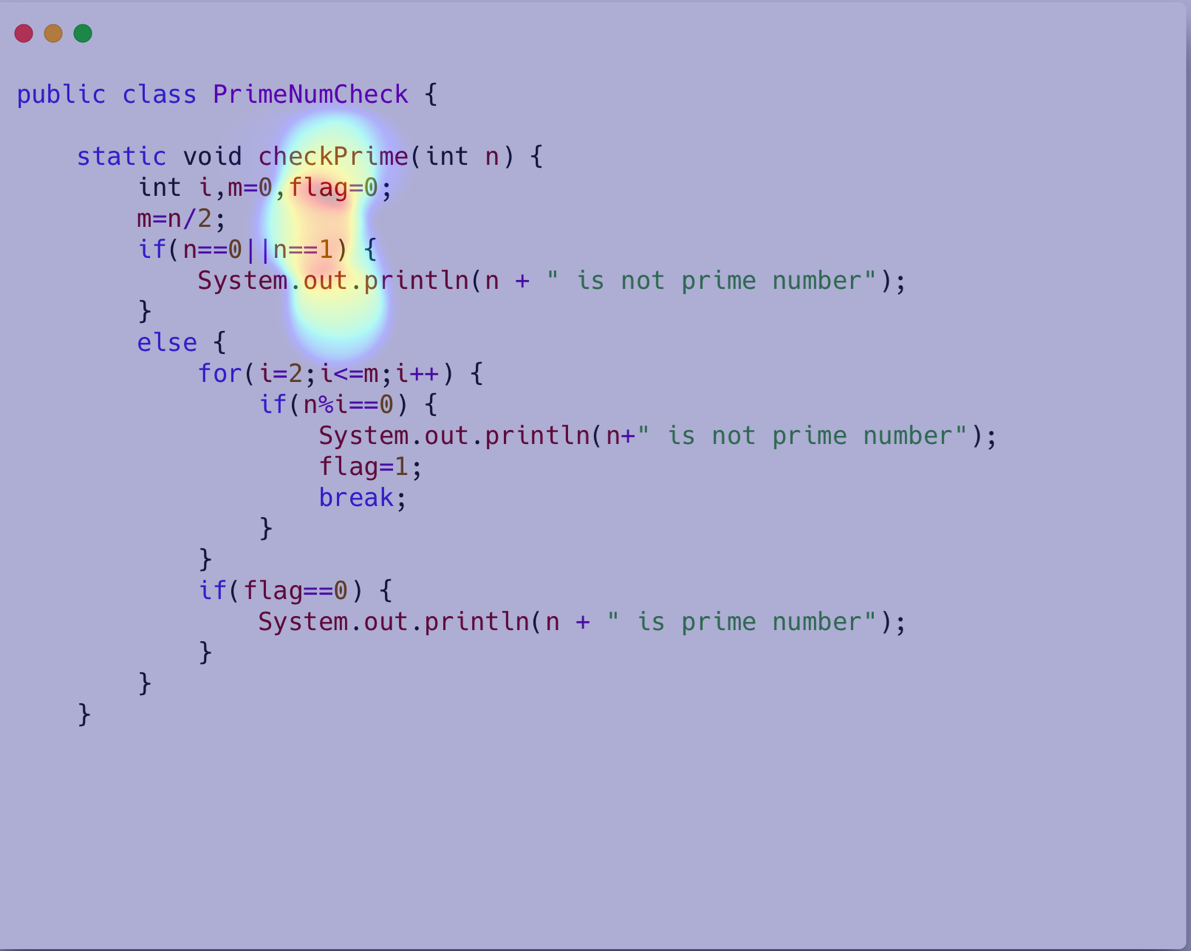 public class PrimeNumCheck {
static void checkPrime(int n) {
int i,m=0,flag=0;
m=n/2;
if(n==0||n==1) {
System.out.println(n + " is not prime number");
}
else {
for(i=2;i<=m;i++) {
if(n%i==0) {
System.out.println(n+" is not prime number");
flag=1;
break;
}
}
if(flag==0) {
System.out.println(n + " is prime number");
}
}
}